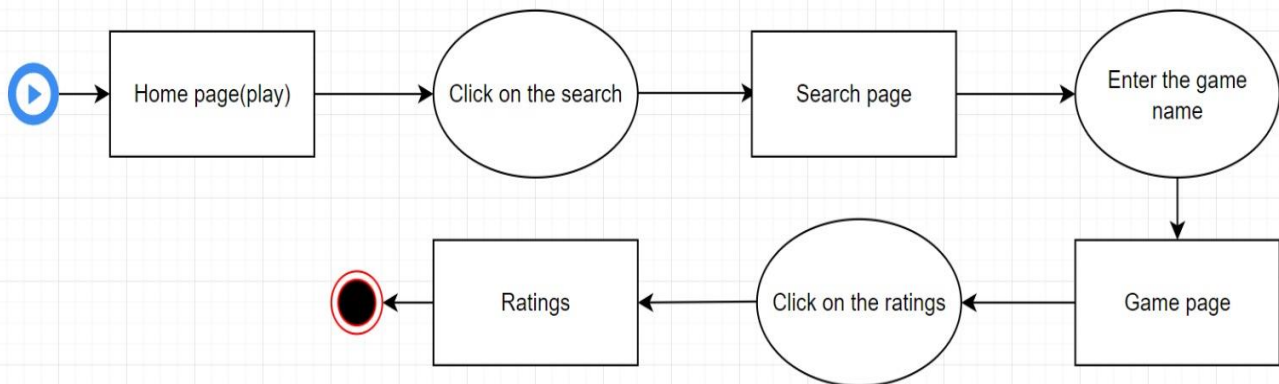 Home page(play)
Click on the search
Search page
Enter the game
name
Game page
Click on the ratings
Ratings